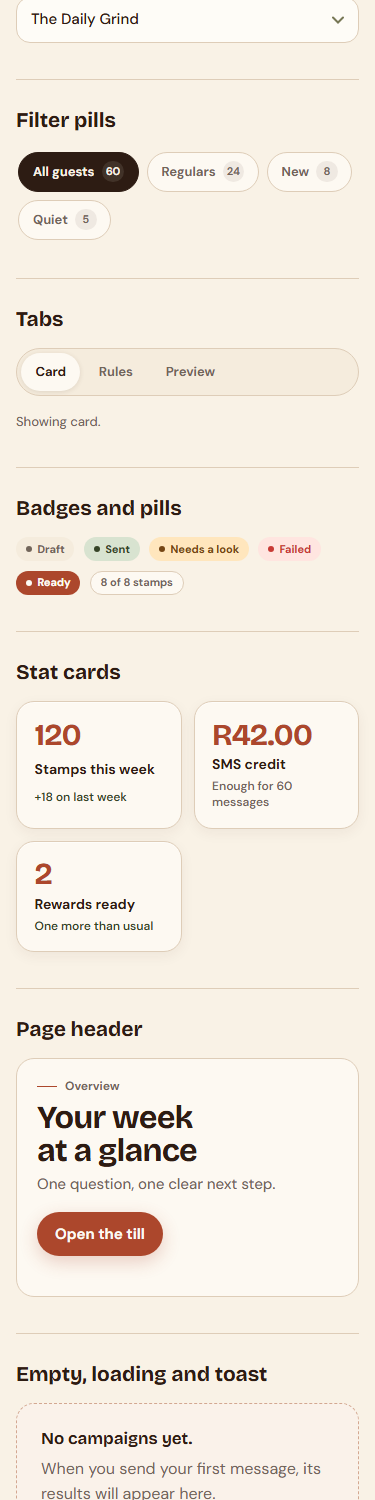 The Daily Grind
Filter pills
All guests 60
Regulars 24
New 8
Quiet 5
Tabs
Card
Rules
Preview
Showing card.
Badges and pills
Draft
Sent
Needs a look
Failed
Ready
8 of 8 stamps
Stat cards
120
Stamps this week
+18 on last week
R42.00
SMS credit
Enough for 60
messages
2
Rewards ready
One more than usual
Page header
Overview
Your week
at a glance
One question, one clear next step.
Open the till
Empty, loading and toast
No campaigns yet.
When you send your first message, its
results will appear here.